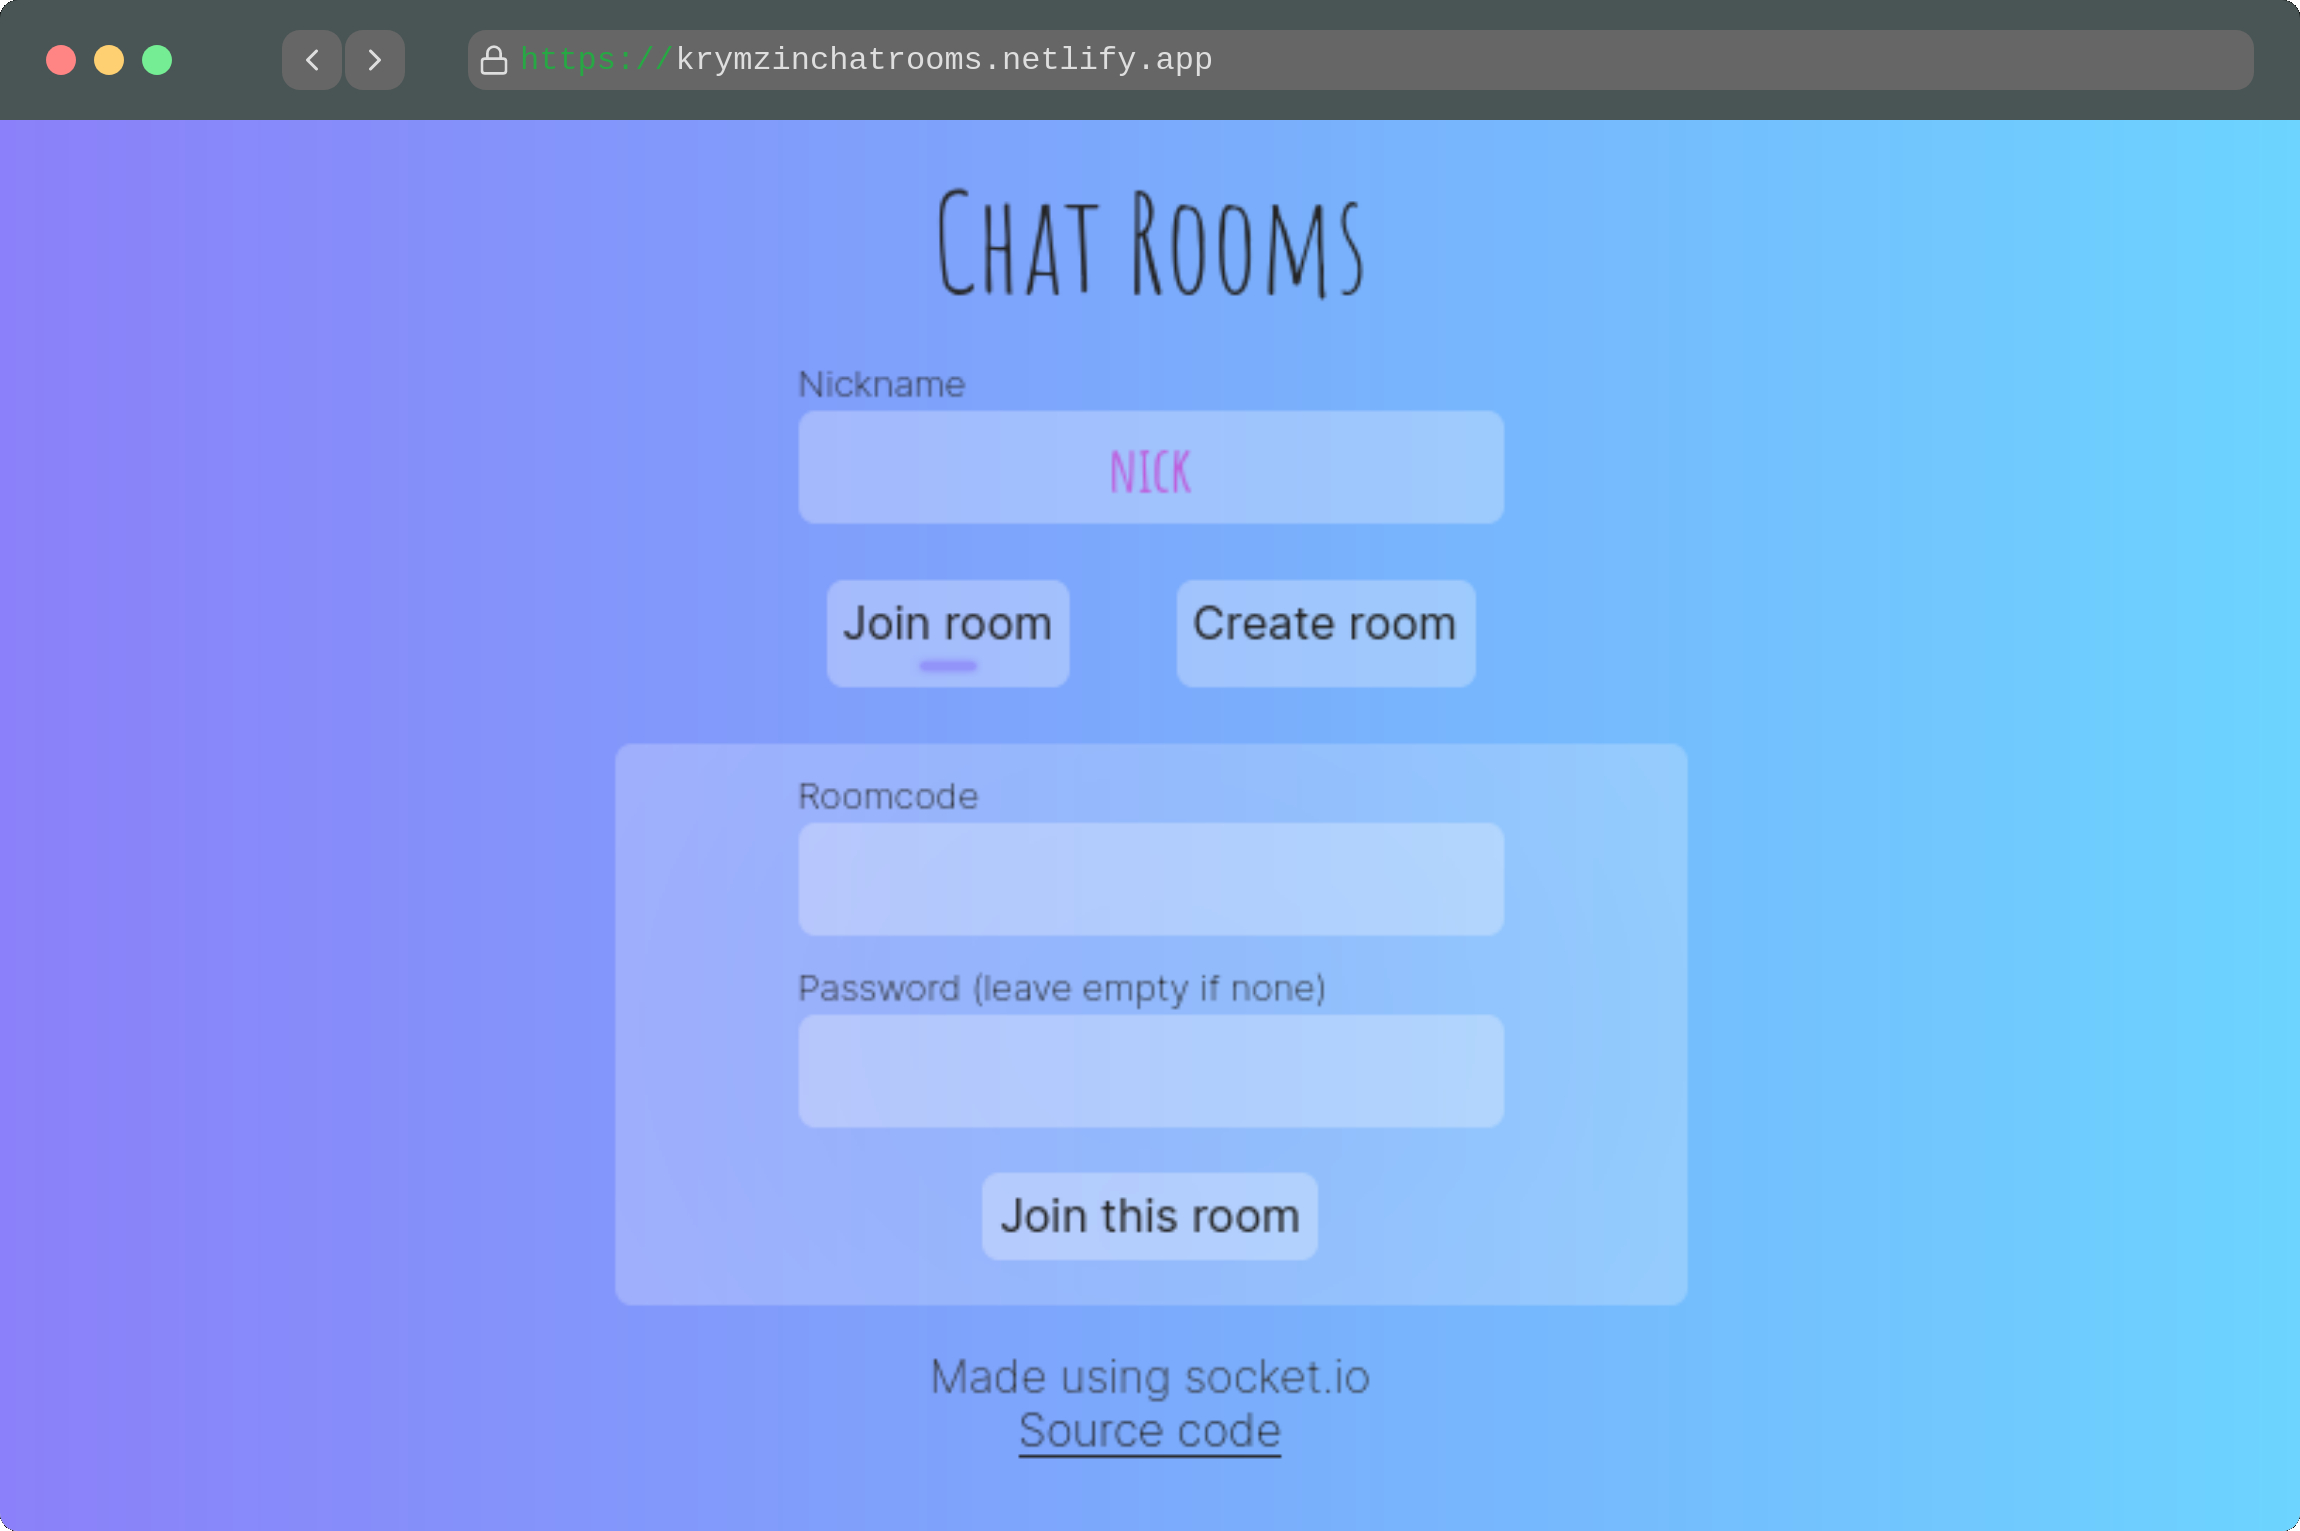 https://krymzinchatrooms.netlify.app
Chat Rooms
Nickname
NICK
Join room
Create room
Roomcode
Password (leave empty if none)
Join this room
Made using socket.io
Source code